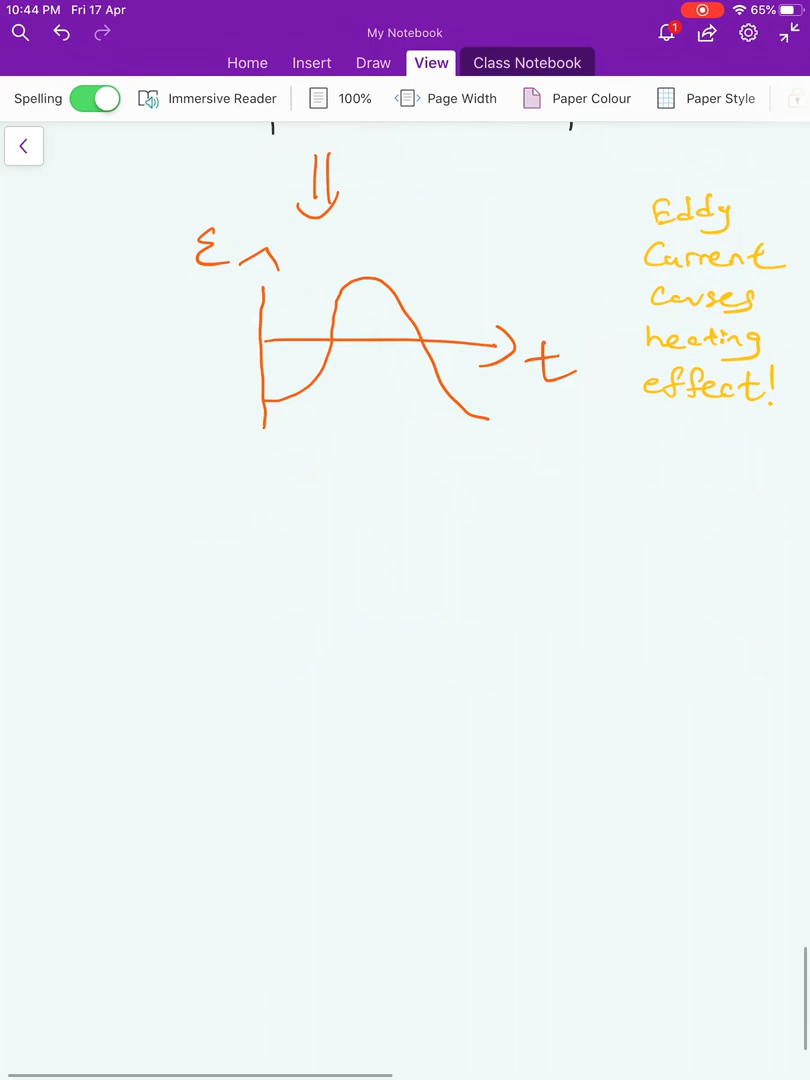 10:44 PM Fri 17 Apr
65%
My Notebook
1
Home Insert Draw View Class Notebook
Spelling Immersive Reader 100% Page Width Paper Colour Paper Style
ε
t
Eddy
Current
causes
heating
effect!